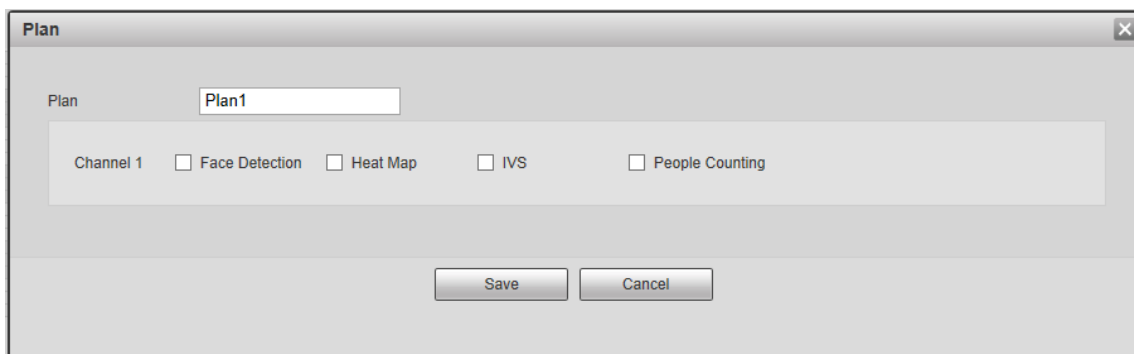 Plan
Plan Plan1
Channel 1 Face Detection Heat Map IVS People Counting
Save Cancel